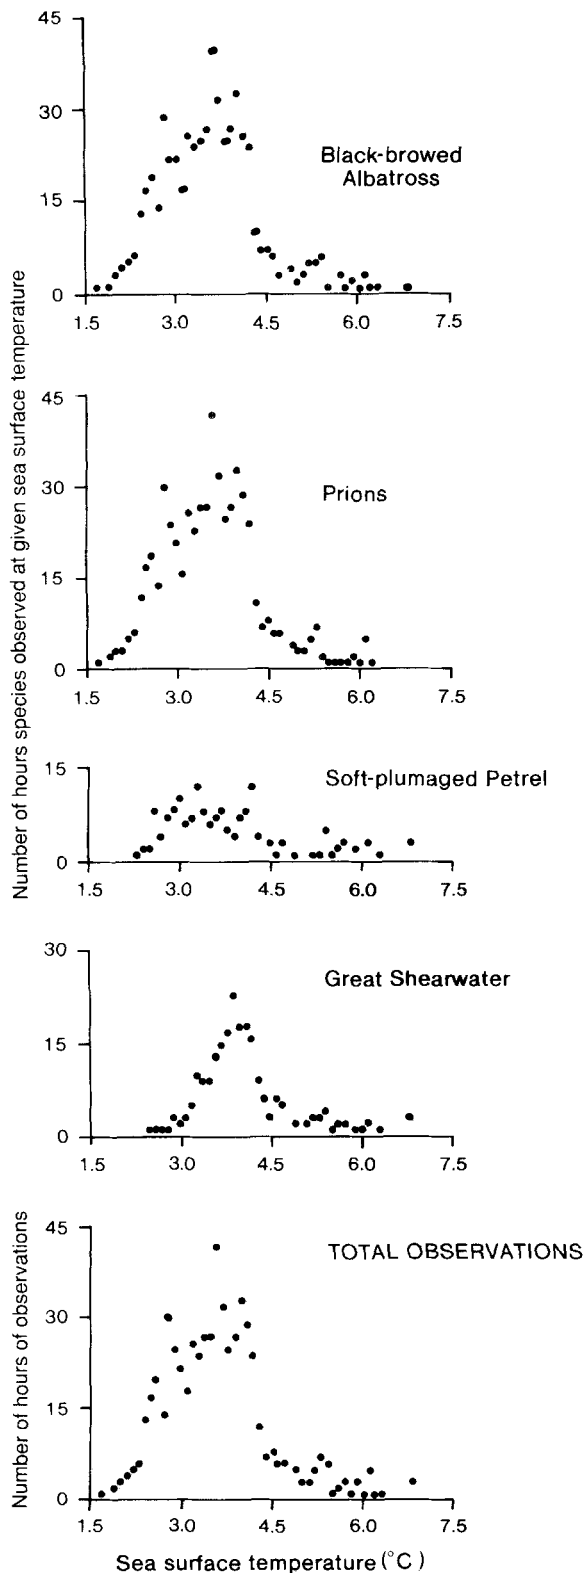 45
30
15
0
1.5 3.0 4.5 6.0 7.5
Black-browed
Albatross
Number of hours species observed at given sea surface temperature
45
30
15
0
1.5 3.0 4.5 6.0 7.5
Prions
15
0
1.5 3.0 4.5 6.0 7.5
Soft-plumaged Petrel
30
15
0
1.5 3.0 4.5 6.0 7.5
Great Shearwater
45
30
15
0
1.5 3.0 4.5 6.0 7.5
TOTAL OBSERVATIONS
Number of hours of observations
Sea surface temperature (°C)